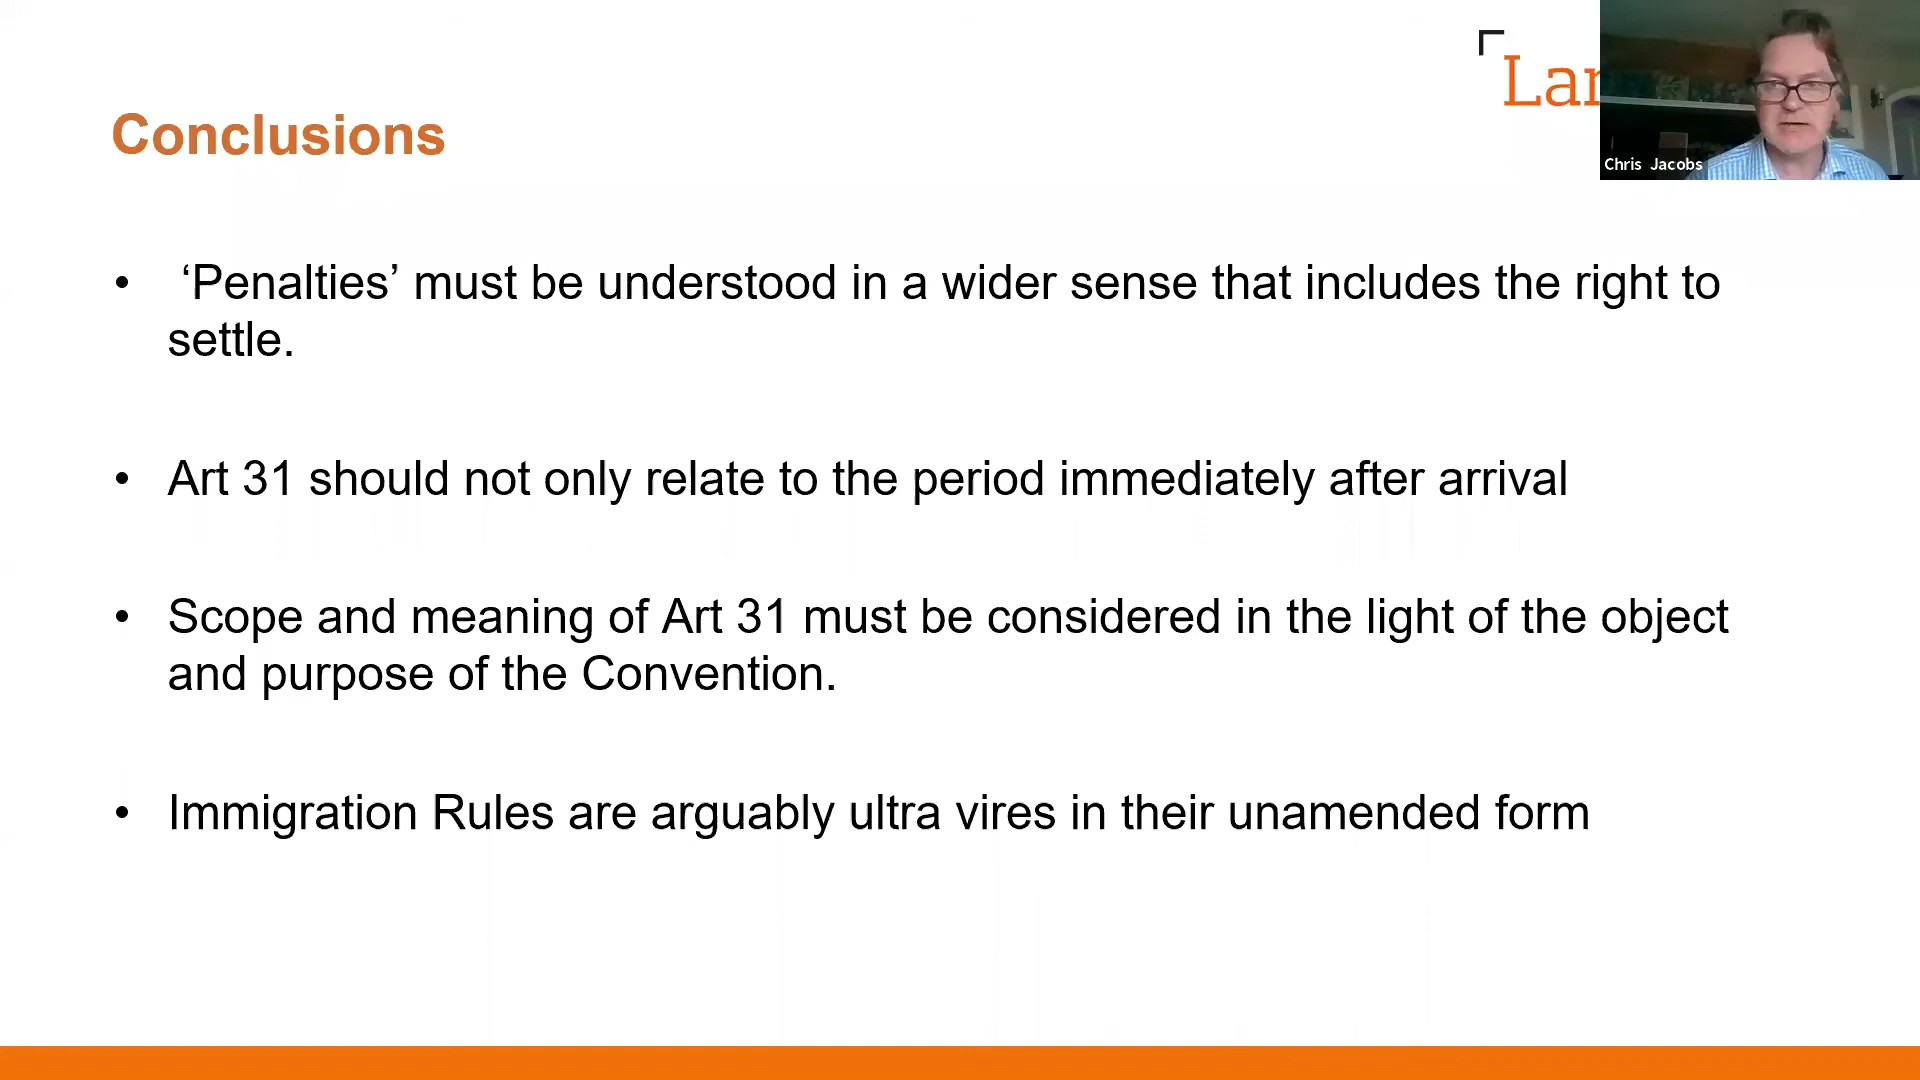 Lar
Chris Jacobs
Conclusions
• ‘Penalties’ must be understood in a wider sense that includes the right to
settle.
• Art 31 should not only relate to the period immediately after arrival
• Scope and meaning of Art 31 must be considered in the light of the object
and purpose of the Convention.
• Immigration Rules are arguably ultra vires in their unamended form